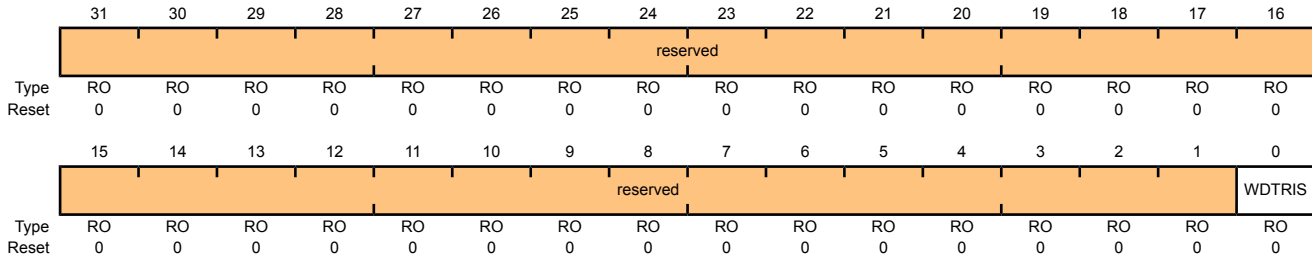 31 30 29 28 27 26 25 24 23 22 21 20 19 18 17 16
reserved
Type RO RO RO RO RO RO RO RO RO RO RO RO RO RO RO RO
Reset 0 0 0 0 0 0 0 0 0 0 0 0 0 0 0 0
15 14 13 12 11 10 9 8 7 6 5 4 3 2 1 0
reserved WDTRIS
Type RO RO RO RO RO RO RO RO RO RO RO RO RO RO RO RO
Reset 0 0 0 0 0 0 0 0 0 0 0 0 0 0 0 0